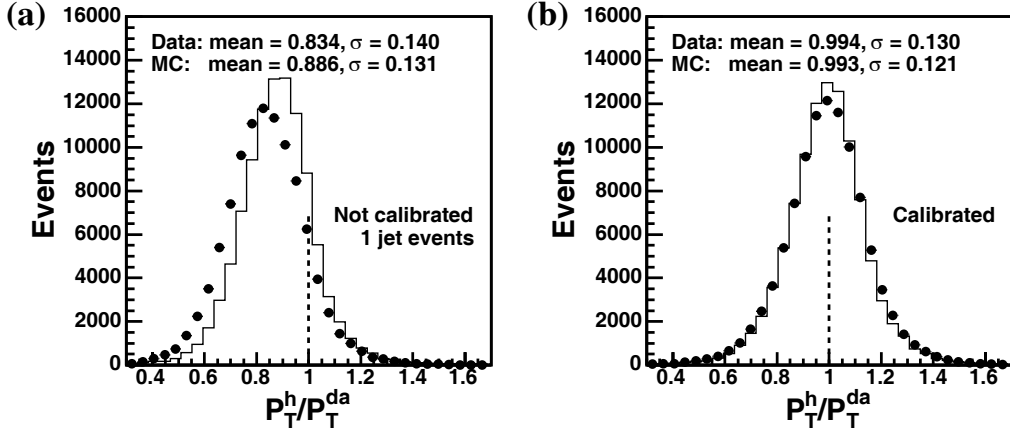 (a)
16000
14000
12000
10000
8000
6000
4000
2000
0
Events
Data: mean = 0.834, σ = 0.140
MC: mean = 0.886, σ = 0.131
Not calibrated
1 jet events
0.4 0.6 0.8 1 1.2 1.4 1.6
P_T^h/P_T^da
(b)
16000
14000
12000
10000
8000
6000
4000
2000
0
Events
Data: mean = 0.994, σ = 0.130
MC: mean = 0.993, σ = 0.121
Calibrated
0.4 0.6 0.8 1 1.2 1.4 1.6
P_T^h/P_T^da